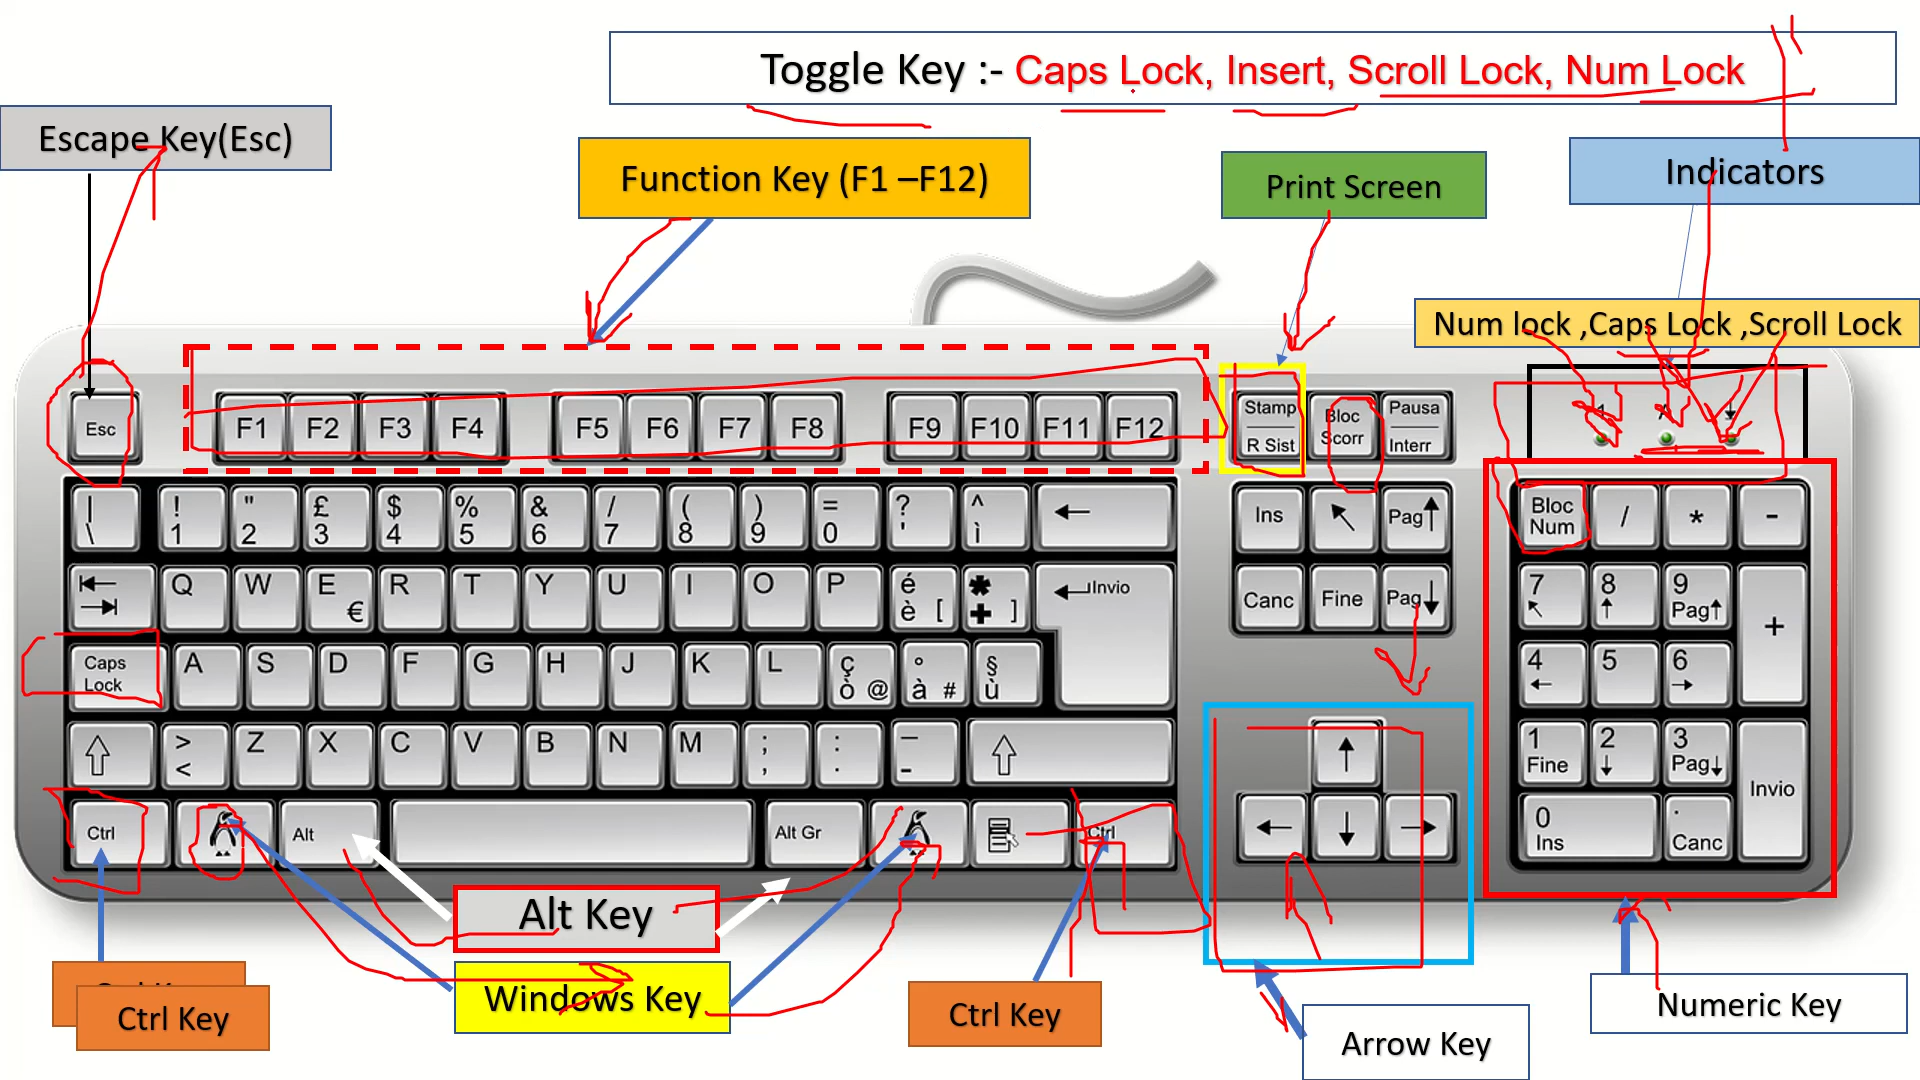 Toggle Key :- Caps Lock, Insert, Scroll Lock, Num Lock
Escape Key(Esc)
Function Key (F1 –F12)
Print Screen
Indicators
Num lock ,Caps Lock ,Scroll Lock
Esc
F1 F2 F3 F4 F5 F6 F7 F8 F9 F10 F11 F12
Stamp
R Sist
Bloc
Scorr
Pausa
Interr
1 A
| ! " £ $ % & / ( ) = ? ^
\ 1 2 3 4 5 6 7 8 9 0 ' ì
Ins
Pag
Bloc
Num
/ * -
Q W E € R T Y U I O P
é
è [
*
+ ]
Invio
Canc Fine Pag
7 8 9
Pag
+
Caps
Lock
A S D F G H J K L
ç
ò @
°
à #
§
ù
4 5 6
>
<
Z X C V B N M
;
,
:
.
_
-
1
Fine
2
3
Pag
Invio
Ctrl Alt Alt Gr Ctrl
0
Ins
.
Canc
Alt Key
Windows Key
Ctrl Key
Ctrl Key
Arrow Key
Numeric Key